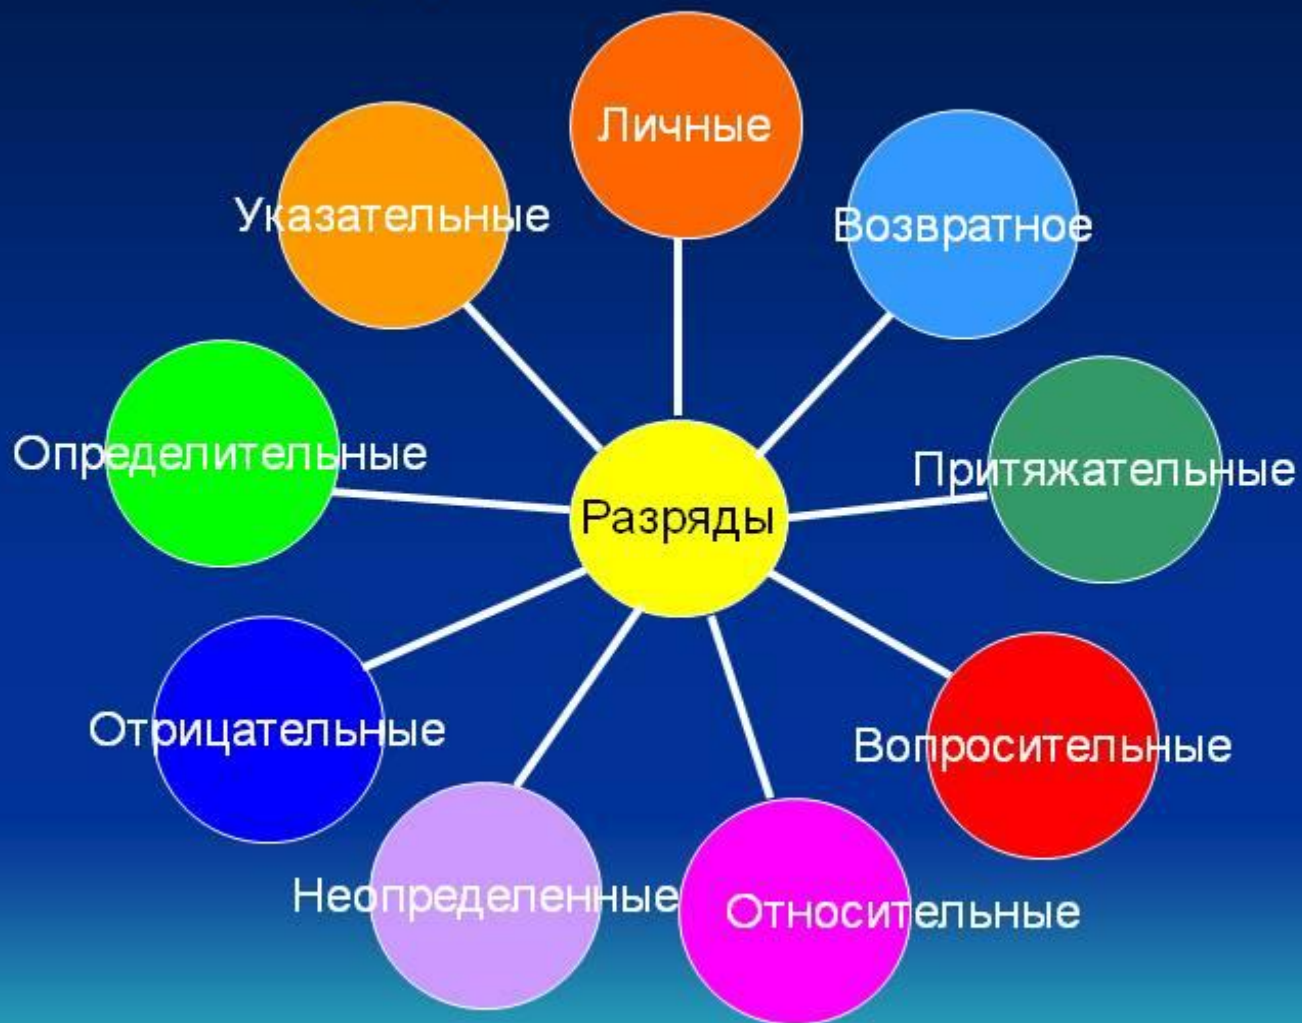 Личные
Указательные
Возвратное
Определительные
Притяжательные
Разряды
Отрицательные
Вопросительные
Неопределенные
Относительные